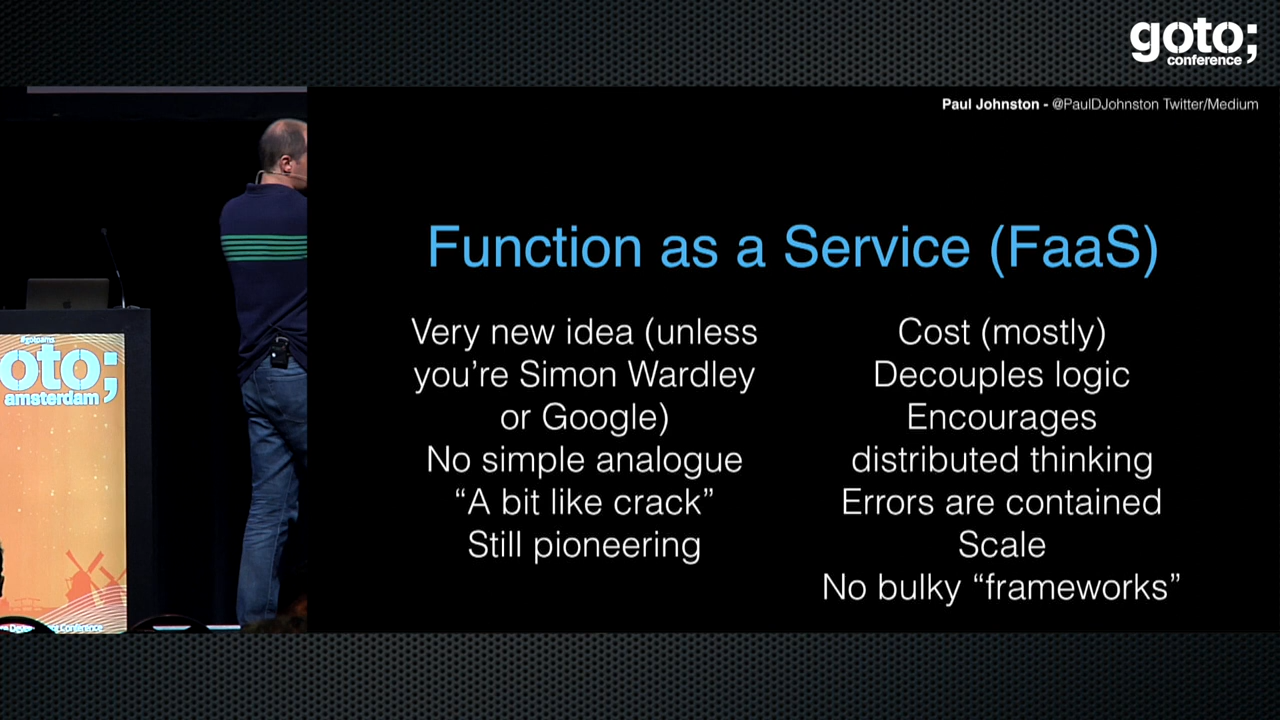 goto;
conference
Paul Johnston - @PaulDJohnston Twitter/Medium
Function as a Service (FaaS)
Very new idea (unless
you're Simon Wardley
or Google)
No simple analogue
“A bit like crack”
Still pioneering
Cost (mostly)
Decouples logic
Encourages
distributed thinking
Errors are contained
Scale
No bulky “frameworks”
#gotoams
oto;
amsterdam
Conference